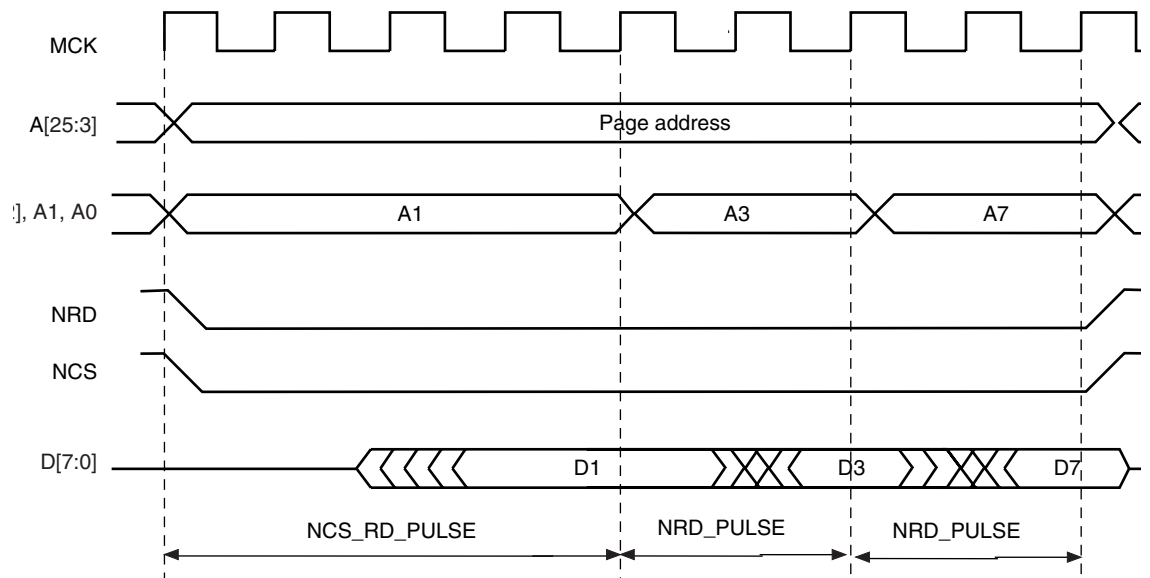 MCK
A[25:3]
Page address
], A1, A0
A1
A3
A7
NRD
NCS
D[7:0]
D1
D3
D7
NCS_RD_PULSE
NRD_PULSE
NRD_PULSE